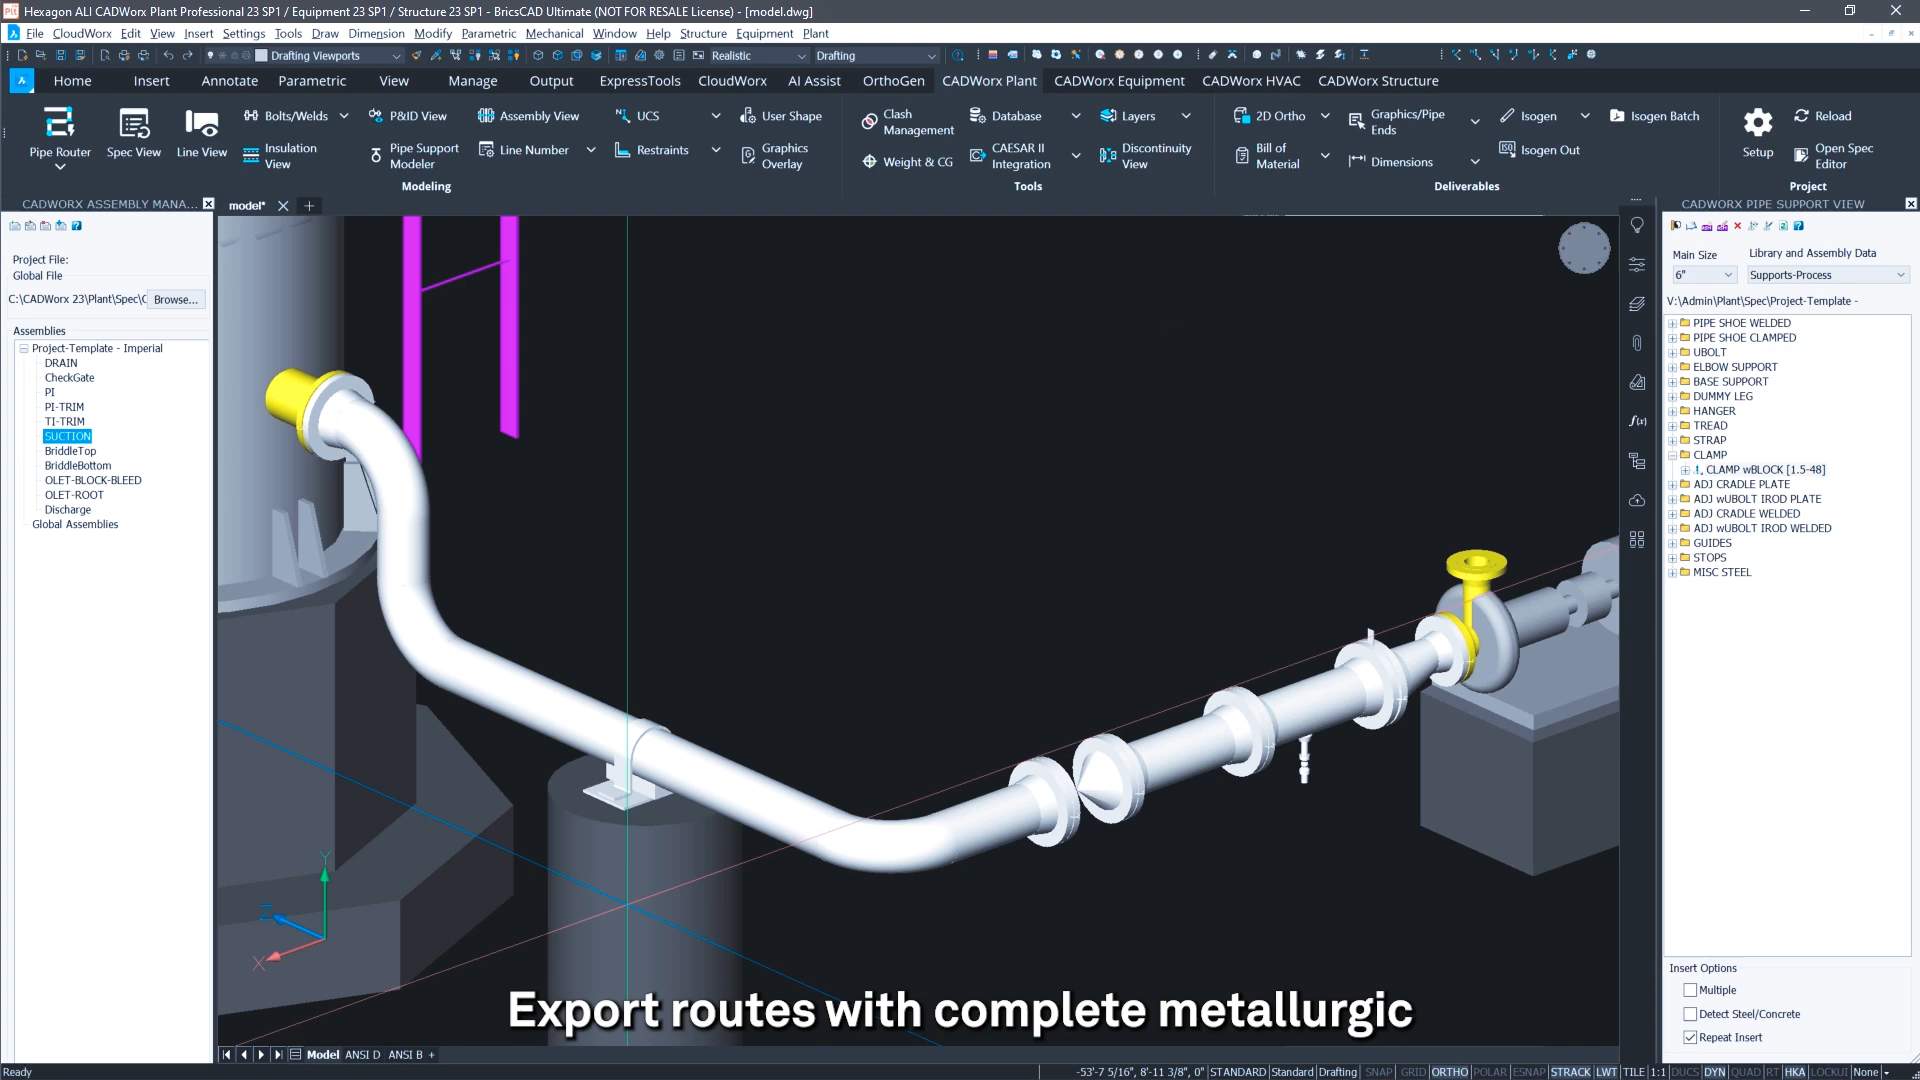 Hexagon ALI CADWorx Plant Professional 23 SP1 / Equipment 23 SP1 / Structure 23 SP1 - BricsCAD Ultimate (NOT FOR RESALE License) - [model.dwg]
File CloudWorx Edit View Insert Settings Tools Draw Dimension Modify Parametric Mechanical Window Help Structure Equipment Plant
Drafting Viewports Realistic Drafting
Home Insert Annotate Parametric View Manage Output ExpressTools CloudWorx AI Assist OrthoGen CADWorx Plant CADWorx Equipment CADWorx HVAC CADWorx Structure
Pipe Router
Spec View
Line View
Bolts/Welds
Insulation View
P&ID View
Pipe Support Modeler
Assembly View
Line Number
UCS
Restraints
User Shape
Graphics Overlay
Modeling
Clash Management
Weight & CG
Database
CAESAR II Integration
Layers
Discontinuity View
Tools
2D Ortho
Bill of Material
Graphics/Pipe Ends
Dimensions
Isogen
Isogen Out
Isogen Batch
Deliverables
Setup
Reload
Open Spec Editor
Project
CADWORX ASSEMBLY MANA...
Project File:
Global File
C:\CADWorx 23\Plant\Spec\C
Browse...
Assemblies
Project-Template - Imperial
DRAIN
CheckGate
PI
PI-TRIM
TI-TRIM
SUCTION
BriddleTop
BriddleBottom
OLET-BLOCK-BLEED
OLET-ROOT
Discharge
Global Assemblies
model*
Y
Z
X
Export routes with complete metallurgic
Model ANSI D ANSI B +
CADWORX PIPE SUPPORT VIEW
Main Size Library and Assembly Data
6" Supports-Process
V:\Admin\Plant\Spec\Project-Template -
PIPE SHOE WELDED
PIPE SHOE CLAMPED
UBOLT
ELBOW SUPPORT
BASE SUPPORT
DUMMY LEG
HANGER
TREAD
STRAP
CLAMP
CLAMP wBLOCK [1.5-48]
ADJ CRADLE PLATE
ADJ wUBOLT IROD PLATE
ADJ CRADLE WELDED
ADJ wUBOLT IROD WELDED
GUIDES
STOPS
MISC STEEL
Insert Options
Multiple
Detect Steel/Concrete
Repeat Insert
Ready
-53'-7 5/16", 8'-11 3/8", 0" STANDARD Standard Drafting SNAP GRID ORTHO POLAR ESNAP STRACK LWT TILE 1:1 DUCS DYN QUAD RT HKA LOCKUI None